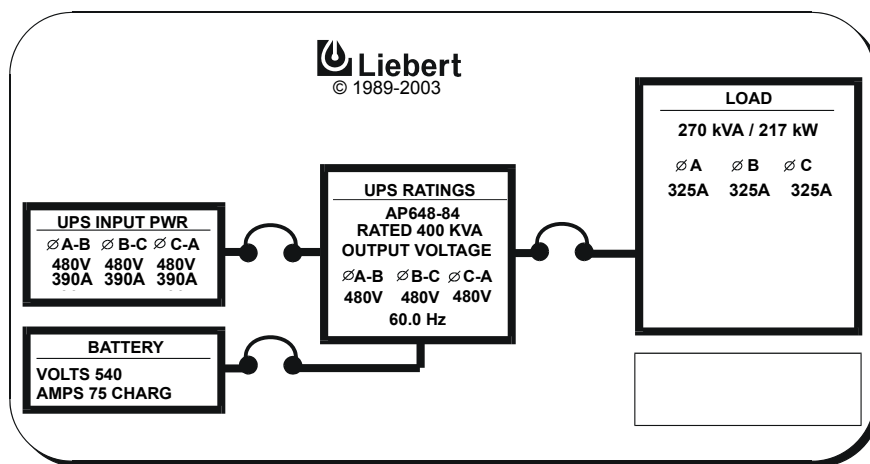 Liebert
© 1989-2003
LOAD
270 kVA / 217 kW
∅ A ∅ B ∅ C
325A 325A 325A
UPS RATINGS
AP648-84
RATED 400 KVA
OUTPUT VOLTAGE
∅A-B ∅B-C ∅C-A
480V 480V 480V
60.0 Hz
UPS INPUT PWR
∅A-B ∅B-C ∅C-A
480V 480V 480V
390A 390A 390A
BATTERY
VOLTS 540
AMPS 75 CHARG